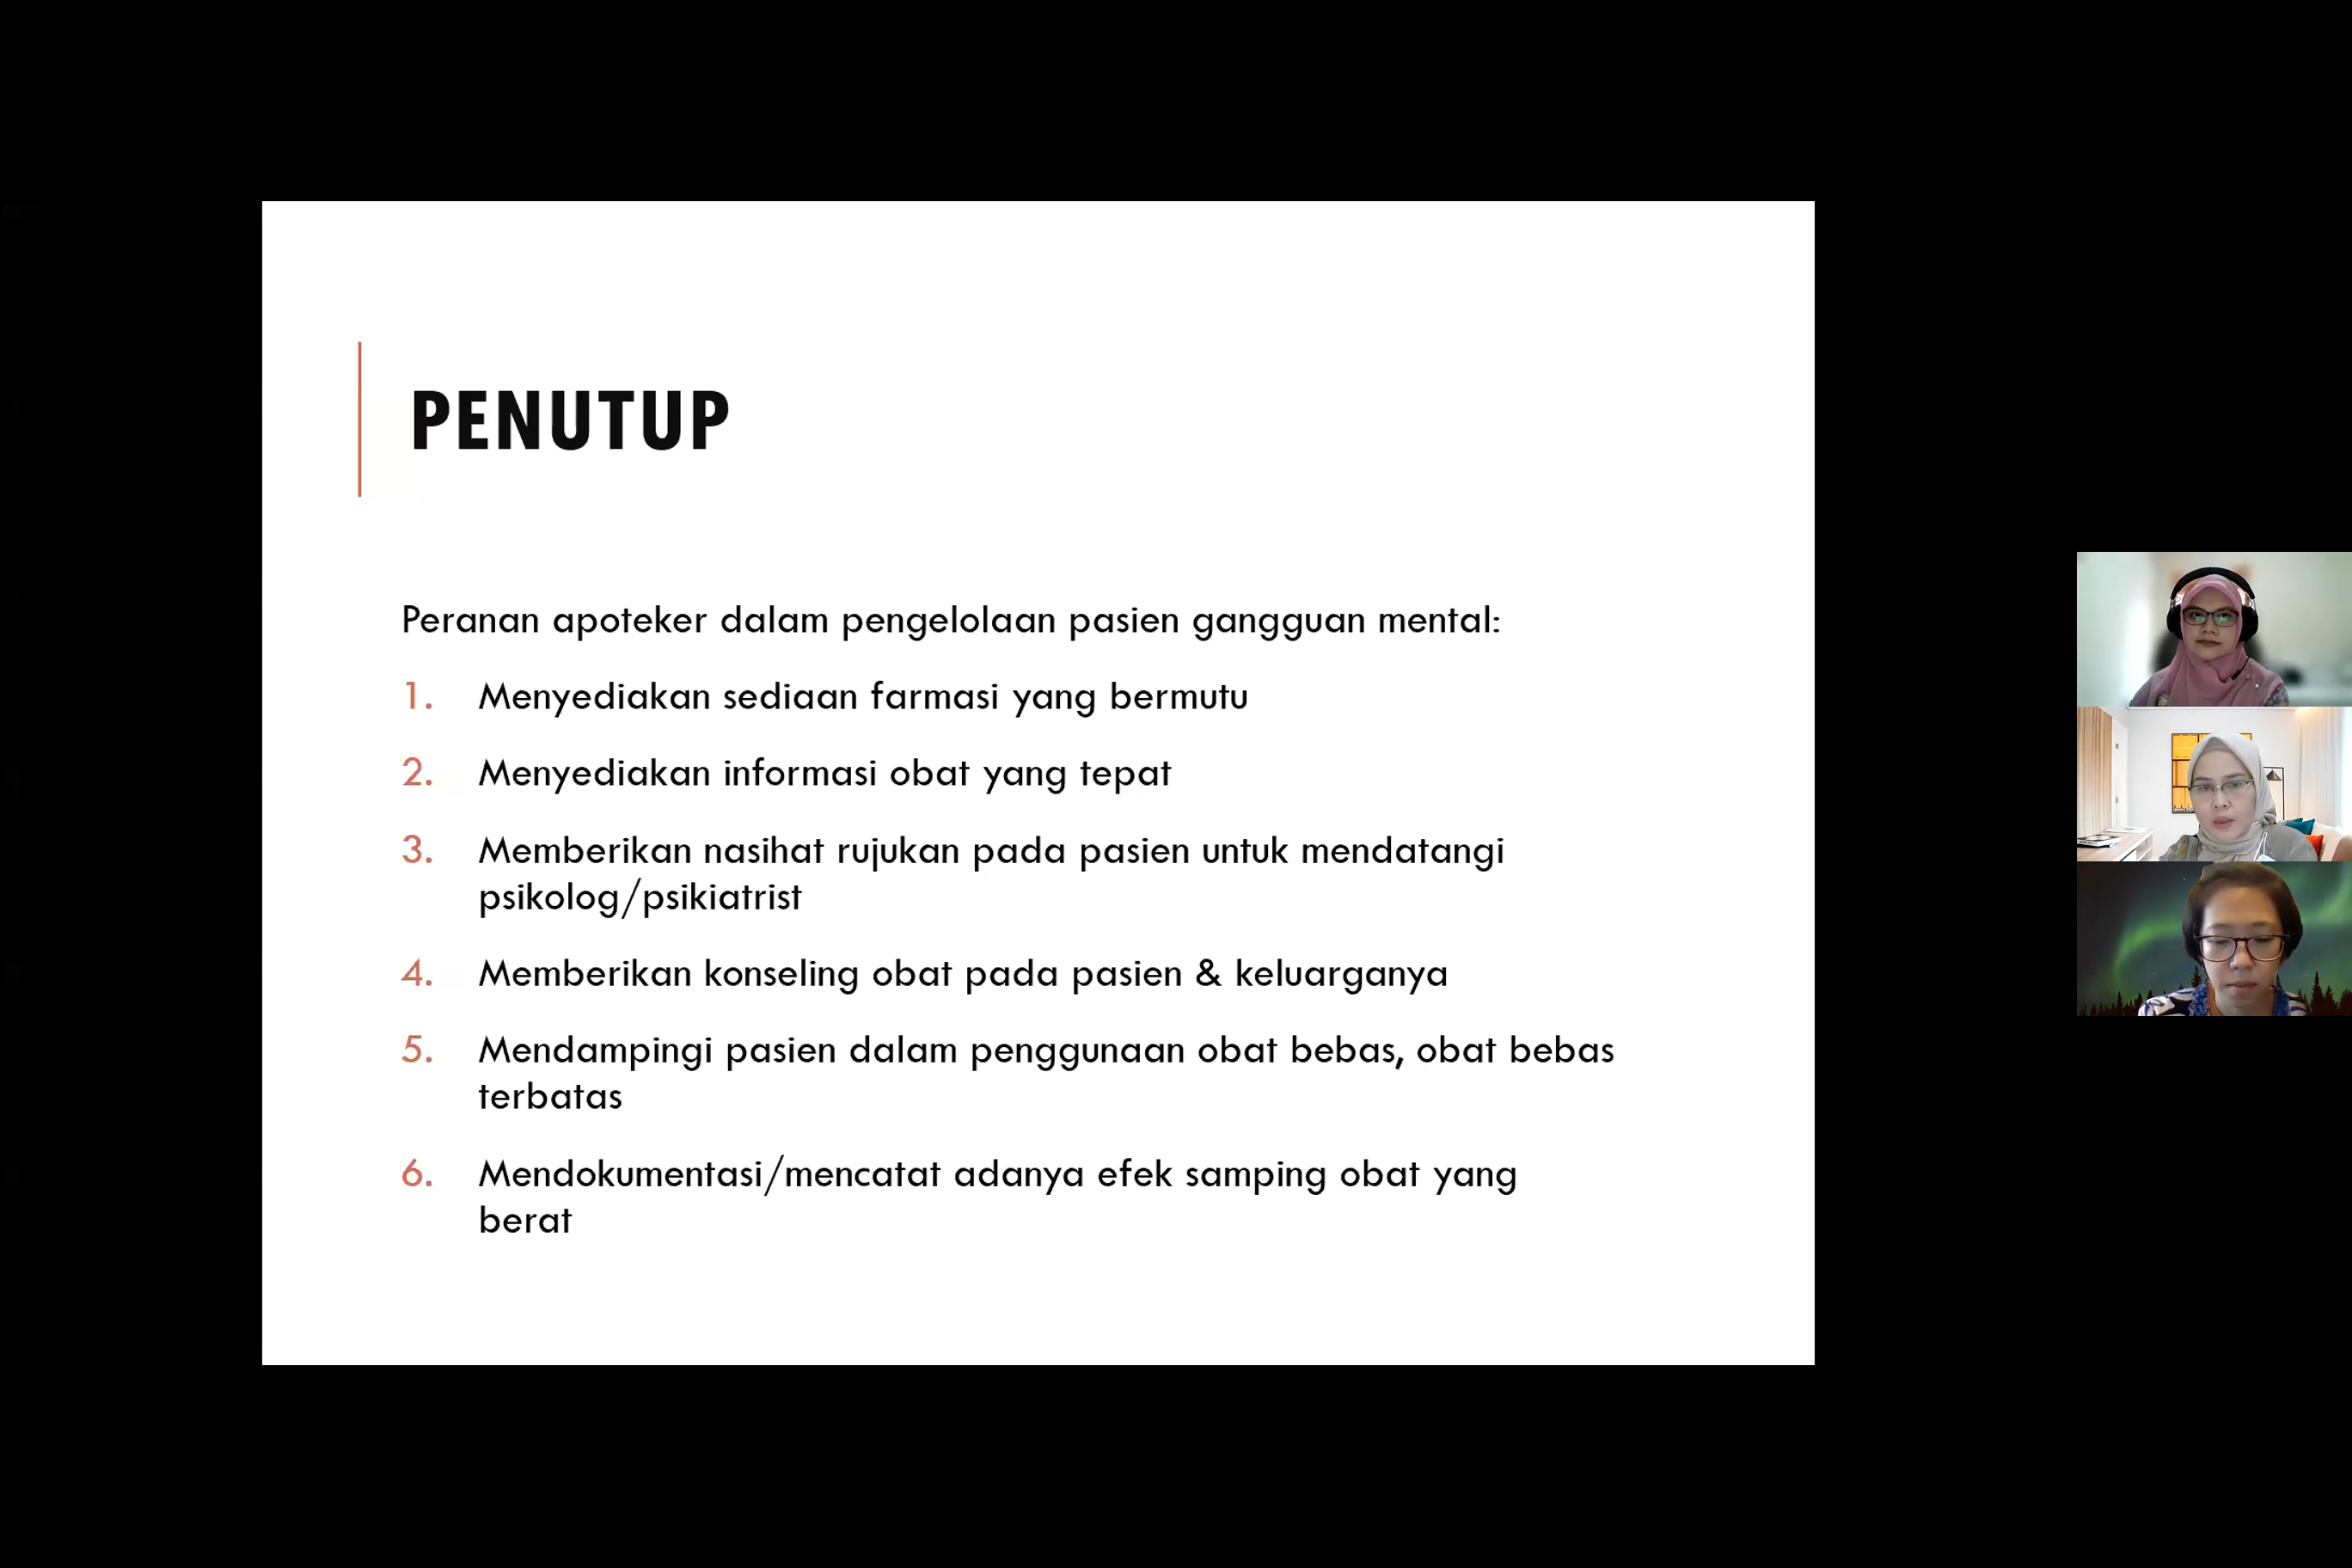 PENUTUP
Peranan apoteker dalam pengelolaan pasien gangguan mental:
1. Menyediakan sediaan farmasi yang bermutu
2. Menyediakan informasi obat yang tepat
3. Memberikan nasihat rujukan pada pasien untuk mendatangi
psikolog/psikiatrist
4. Memberikan konseling obat pada pasien & keluarganya
5. Mendampingi pasien dalam penggunaan obat bebas, obat bebas
terbatas
6. Mendokumentasi/mencatat adanya efek samping obat yang
berat